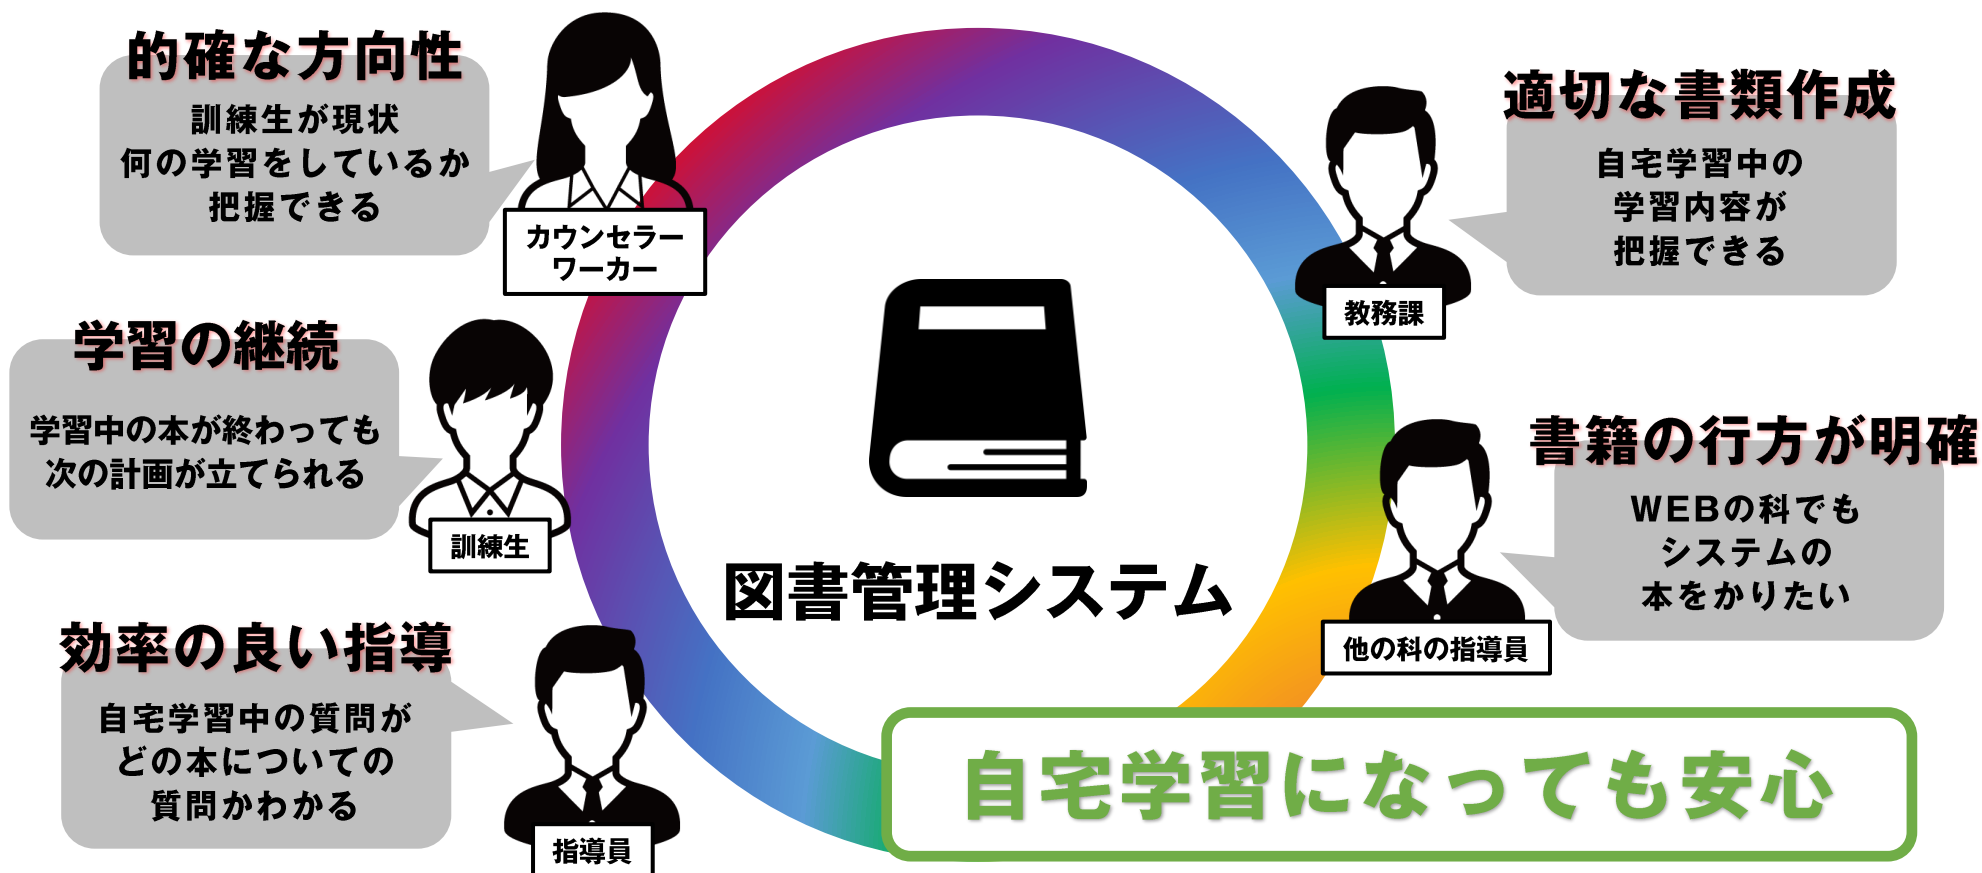 的確な方向性
訓練生が現状
何の学習をしているか
把握できる
カウンセラー
ワーカー
学習の継続
学習中の本が終わっても
次の計画が立てられる
訓練生
効率の良い指導
自宅学習中の質問が
どの本についての
質問かわかる
指導員
図書管理システム
適切な書類作成
自宅学習中の
学習内容が
把握できる
教務課
書籍の行方が明確
WEBの科でも
システムの
本をかりたい
他の科の指導員
自宅学習になっても安心